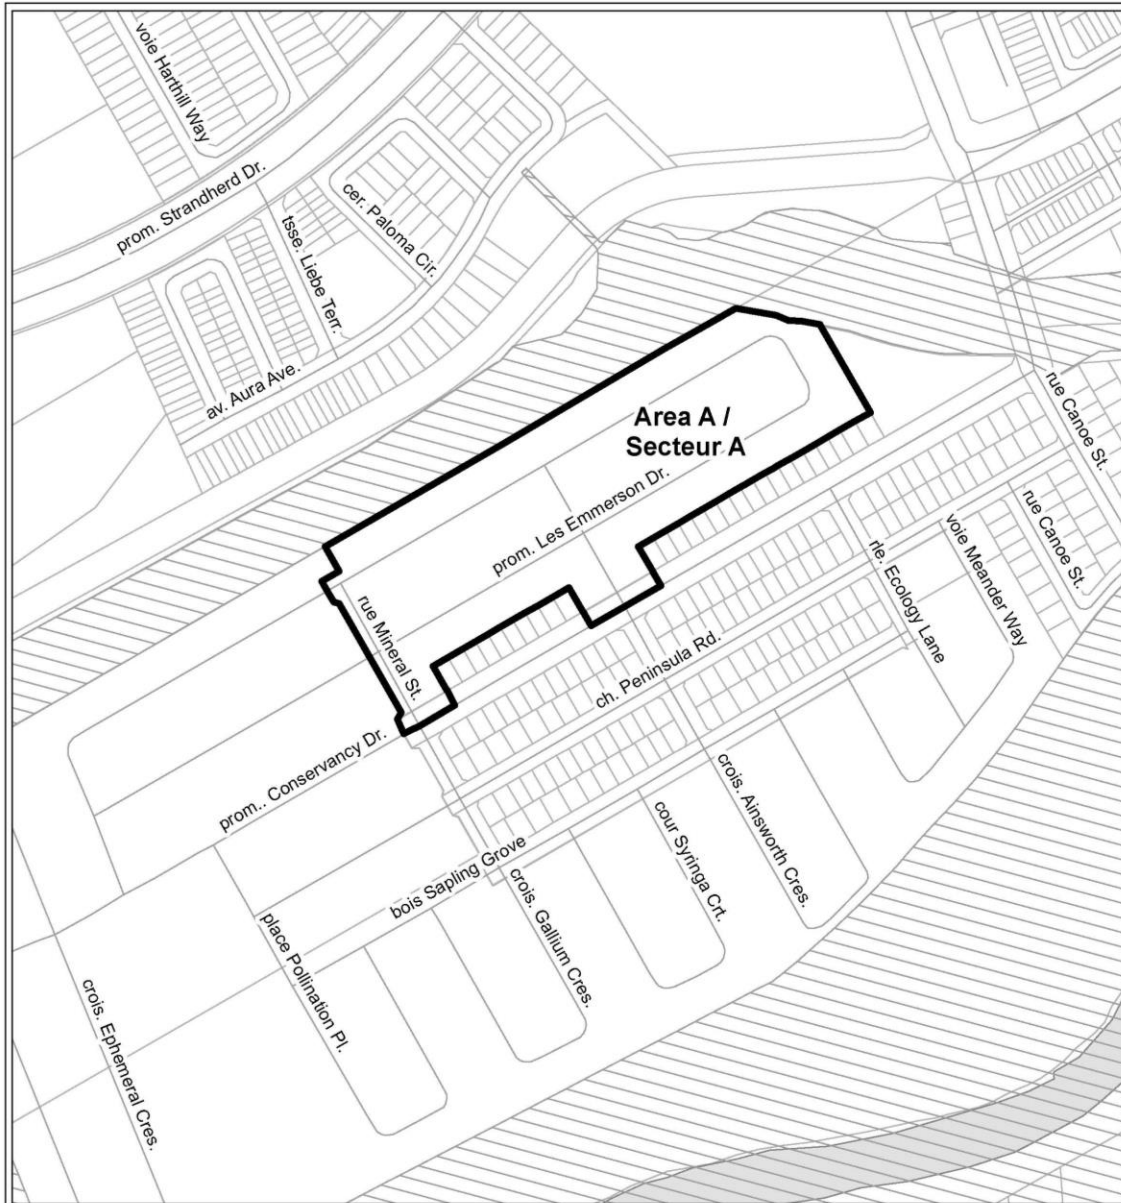 voie Harthill Way
prom. Strandherd Dr.
cer. Paloma Cir.
tsse. Liebe Terr.
av. Aura Ave.
Area A /
Secteur A
prom. Les Emmerson Dr.
rue Mineral St.
rue Canoe St.
rue Canoe St.
voie Meander Way
rle. Ecology Lane
ch. Peninsula Rd.
prom.. Conservancy Dr.
crois. Ainsworth Cres.
cour Syringa Crt.
bois Sapling Grove
crois. Gallium Cres.
place Pollination Pl.
crois. Ephemeral Cres.